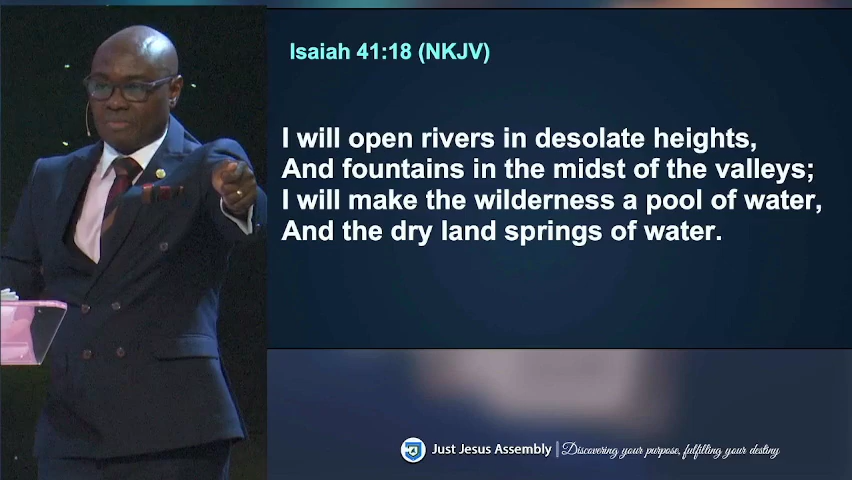 Isaiah 41:18 (NKJV)
I will open rivers in desolate heights,
And fountains in the midst of the valleys;
I will make the wilderness a pool of water,
And the dry land springs of water.
Just Jesus Assembly | Discovering your purpose, fulfilling your destiny